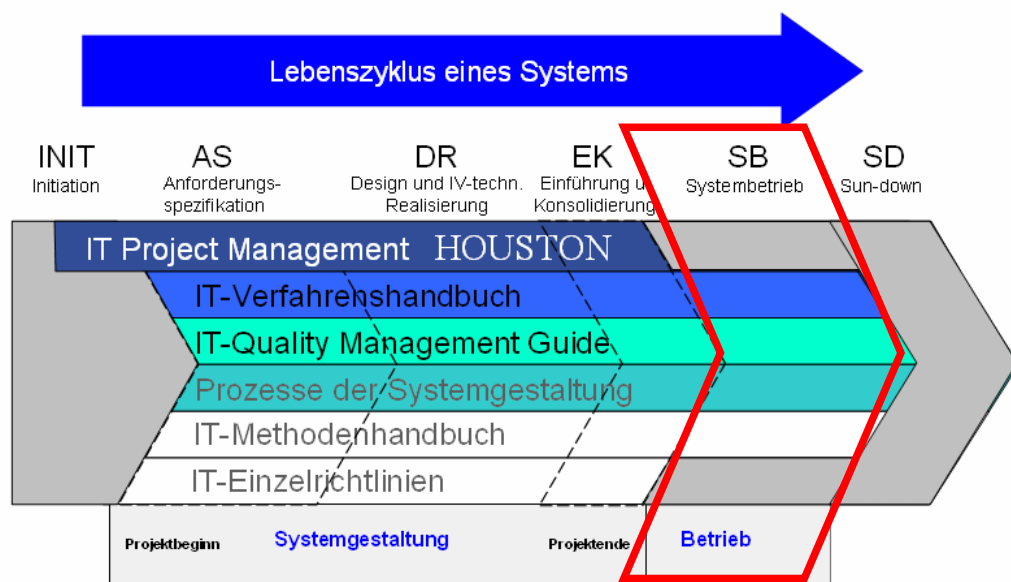 Lebenszyklus eines Systems
INIT
Initiation
AS
Anforderungs-
spezifikation
DR
Design und IV-techn.
Realisierung
EK
Einführung u
Konsolidierung
SB
Systembetrieb
SD
Sun-down
IT Project Management HOUSTON
IT-Verfahrenshandbuch
IT-Quality Management Guide
Prozesse der Systemgestaltung
IT-Methodenhandbuch
IT-Einzelrichtlinien
Projektbeginn
Systemgestaltung
Projektende
Betrieb